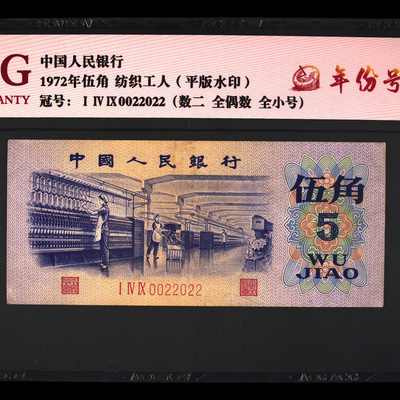 G
ANTY
中国人民银行
1972年伍角 纺织工人（平版水印）
冠号： I IV IX 0022022（数二 全偶数 全小号）
年份号
中國人民銀行
伍角
5
WU
JIAO
I IV IX 0022022